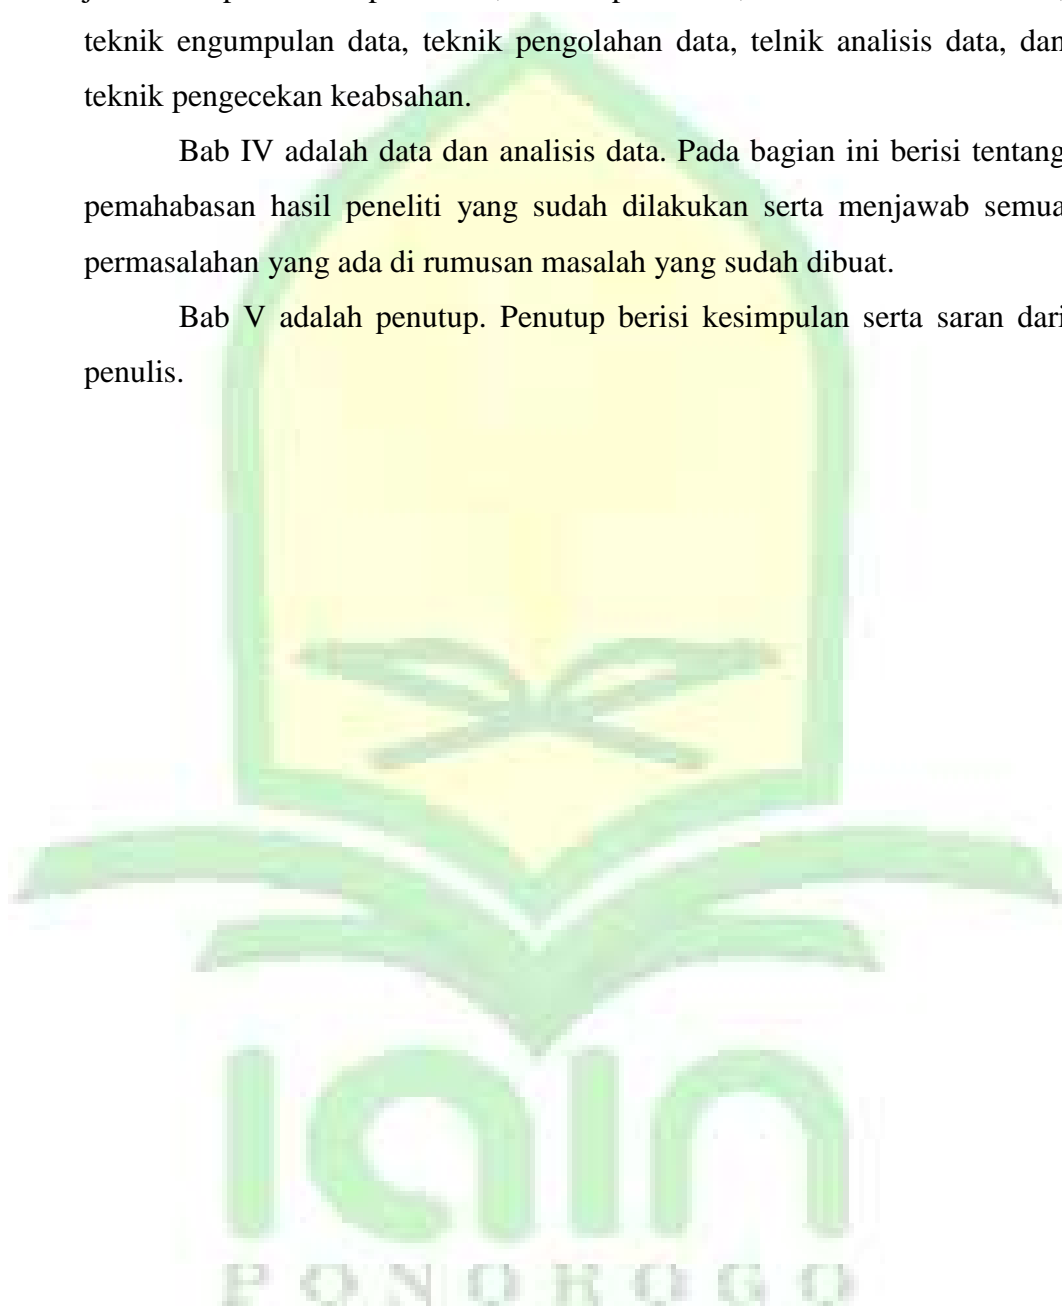 teknik engumpulan data, teknik pengolahan data, telnik analisis data, dan
teknik pengecekan keabsahan.
Bab IV adalah data dan analisis data. Pada bagian ini berisi tentang
pemahabasan hasil peneliti yang sudah dilakukan serta menjawab semua
permasalahan yang ada di rumusan masalah yang sudah dibuat.
Bab V adalah penutup. Penutup berisi kesimpulan serta saran dari
penulis.
iain
PONOROGO